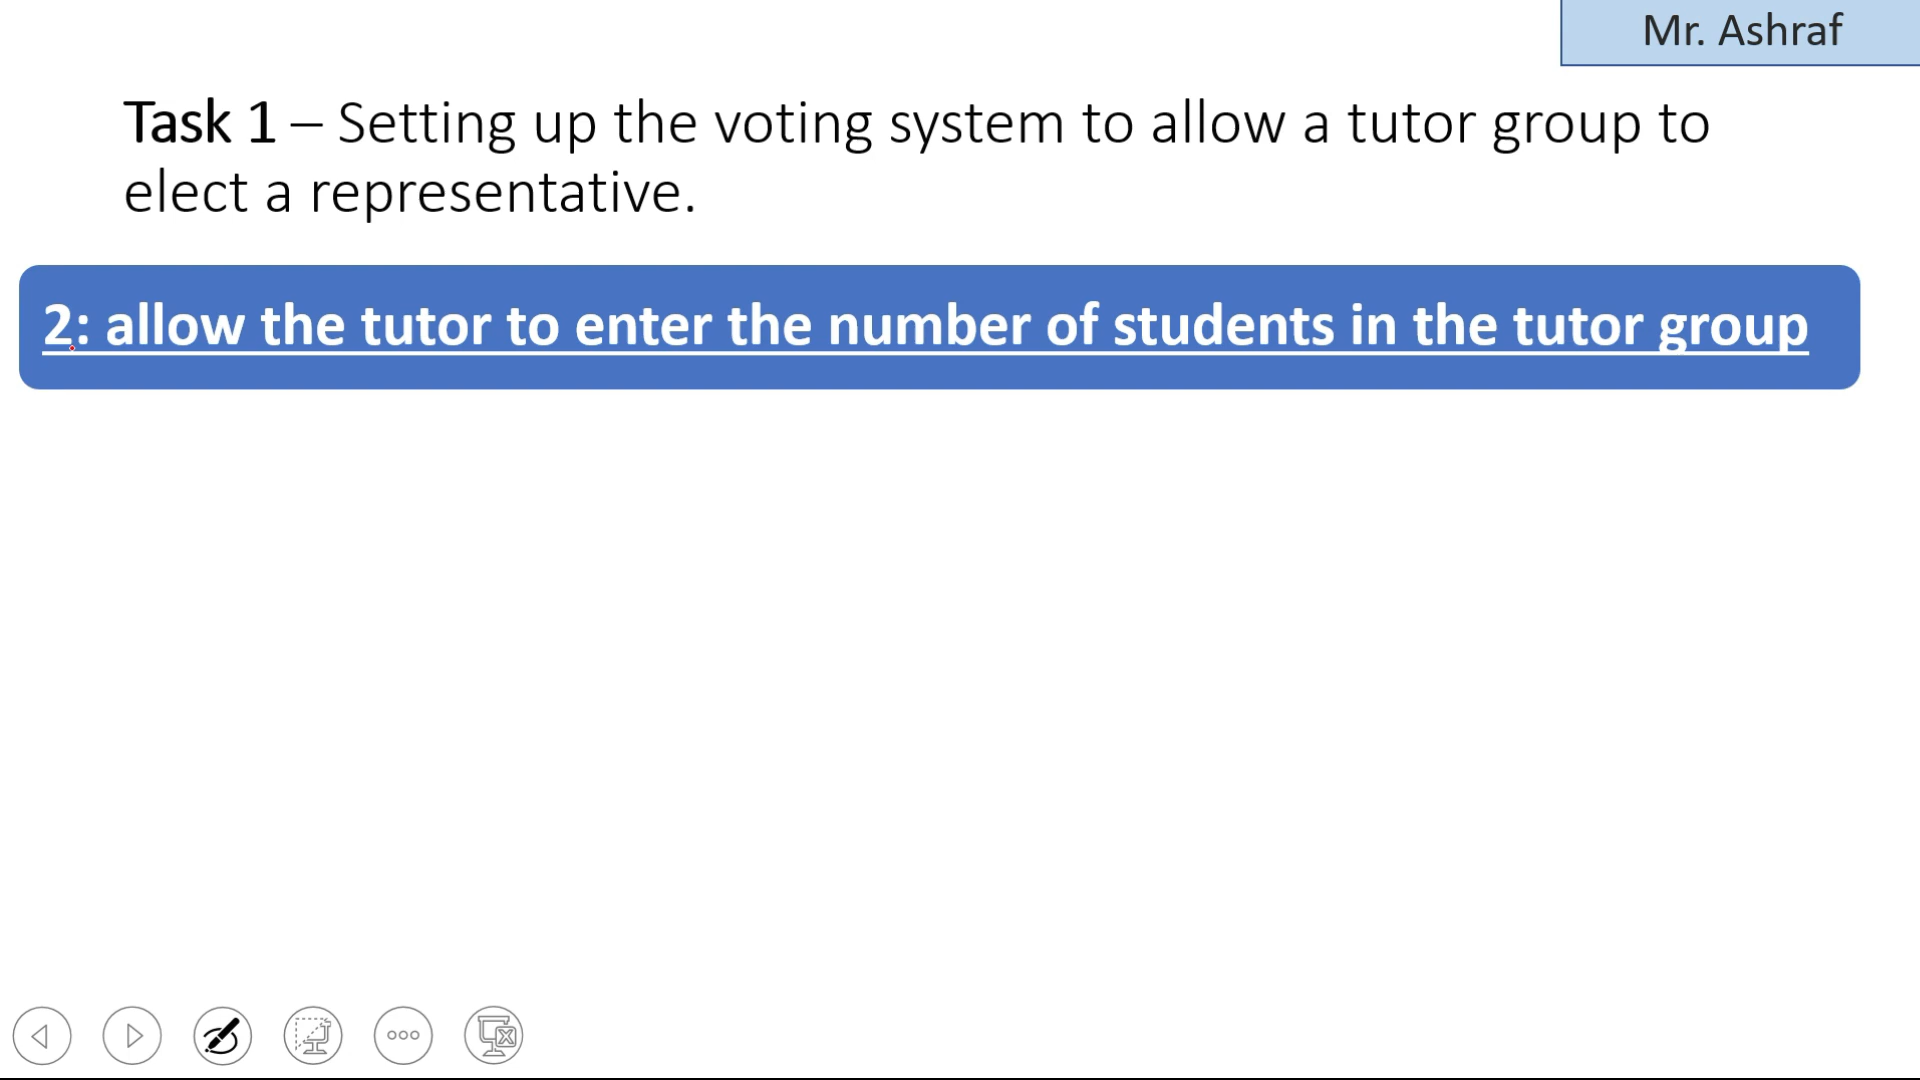 Mr. Ashraf
Task 1 – Setting up the voting system to allow a tutor group to
elect a representative.
2: allow the tutor to enter the number of students in the tutor group